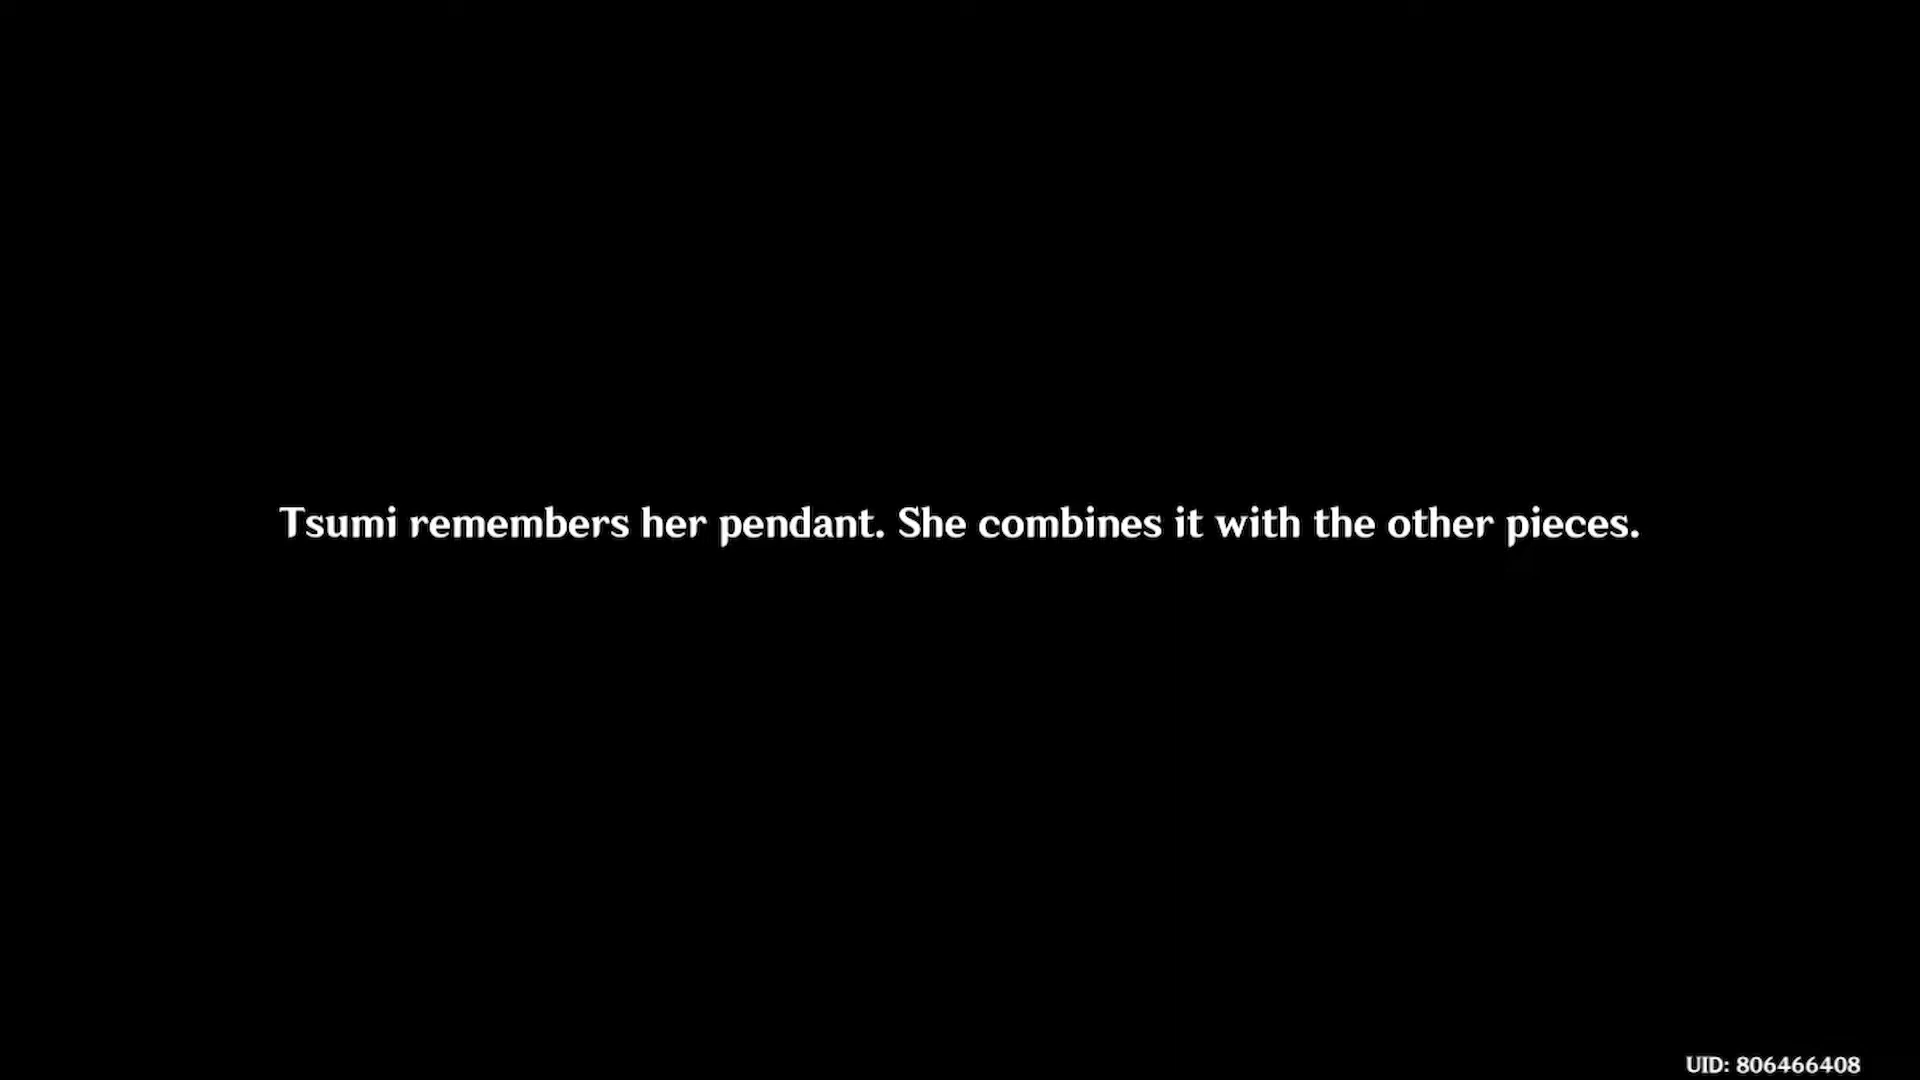 Tsumi remembers her pendant. She combines it with the other pieces.
UID: 806466408